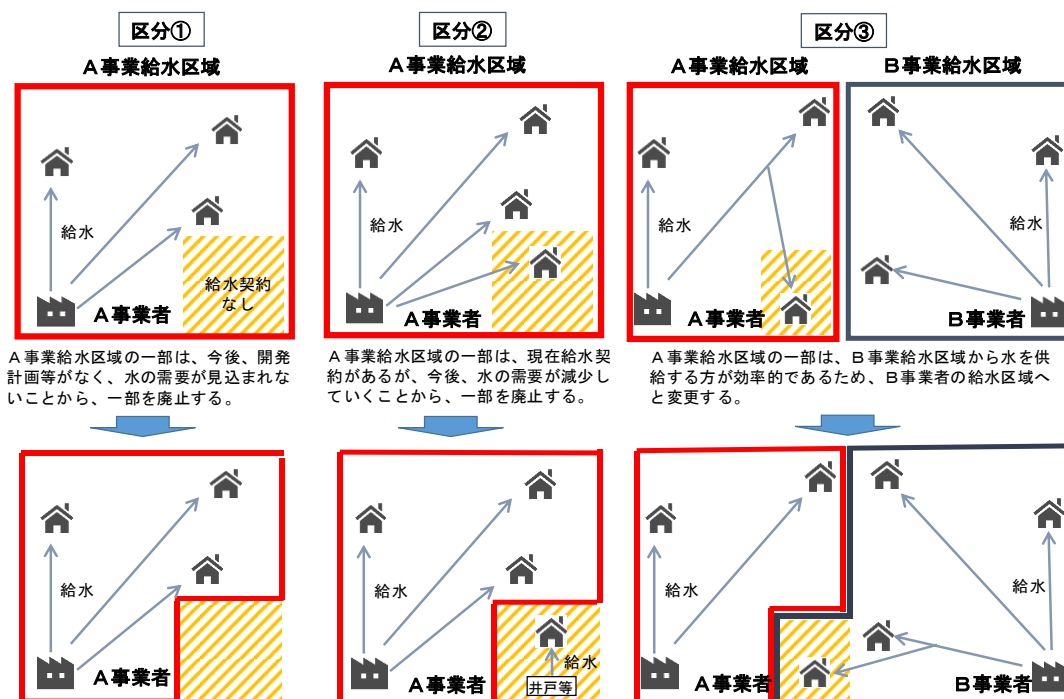 区分①
A事業給水区域
給水
給水契約
なし
A事業者
A事業給水区域の一部は、今後、開発
計画等がなく、水の需要が見込まれな
いことから、一部を廃止する。
給水
A事業者
区分②
A事業給水区域
給水
A事業者
A事業給水区域の一部は、現在給水契
約があるが、今後、水の需要が減少し
ていくことから、一部を廃止する。
給水
給水
井戸等
A事業者
区分③
A事業給水区域
B事業給水区域
給水
給水
A事業者
B事業者
A事業給水区域の一部は、B事業給水区域から水を供
給する方が効率的であるため、B事業者の給水区域へ
と変更する。
給水
給水
A事業者
B事業者